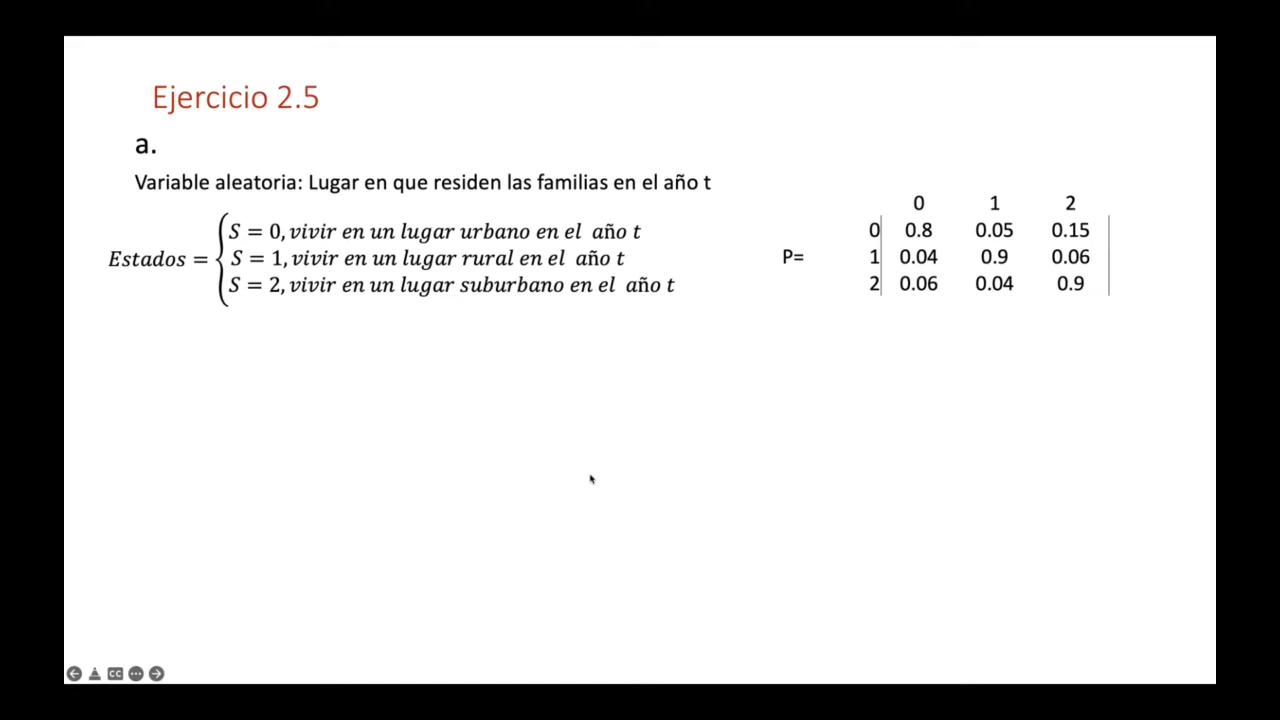 Ejercicio 2.5
a.
Variable aleatoria: Lugar en que residen las familias en el año t
Estados = { S = 0, vivir en un lugar urbano en el año t
S = 1, vivir en un lugar rural en el año t
S = 2, vivir en un lugar suburbano en el año t
0 1 2
0 0.8 0.05 0.15
P= 1 0.04 0.9 0.06
2 0.06 0.04 0.9
CC